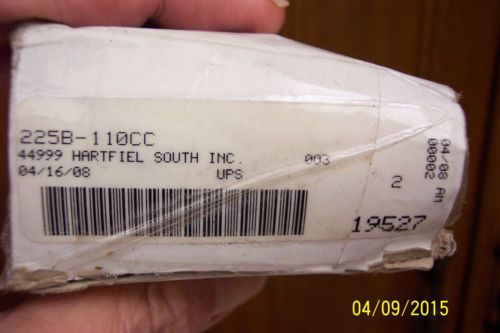 225B-110CC
44999 HARTFIEL SOUTH INC. 003
04/16/08 UPS
2
19527
04/08 AM
00002
04/09/2015